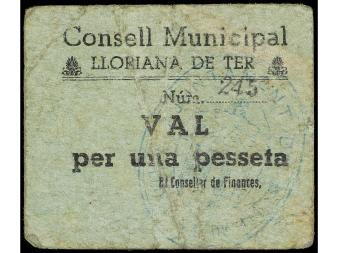 Consell Municipal
LLORIANA DE TER
Núm. 245
VAL
per una pesseta
El Conseller de Finances,